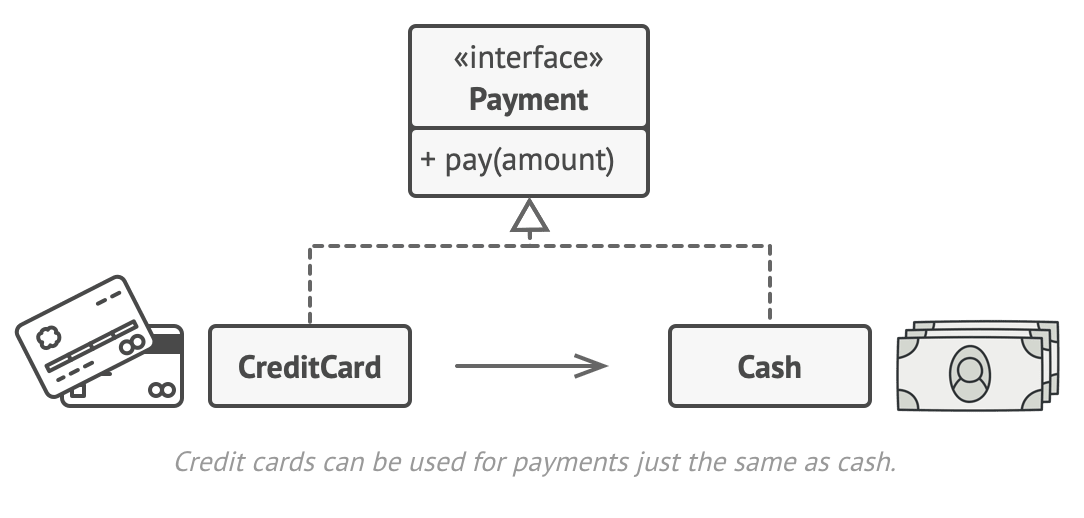 «interface»
Payment
+ pay(amount)
CreditCard
Cash
Credit cards can be used for payments just the same as cash.